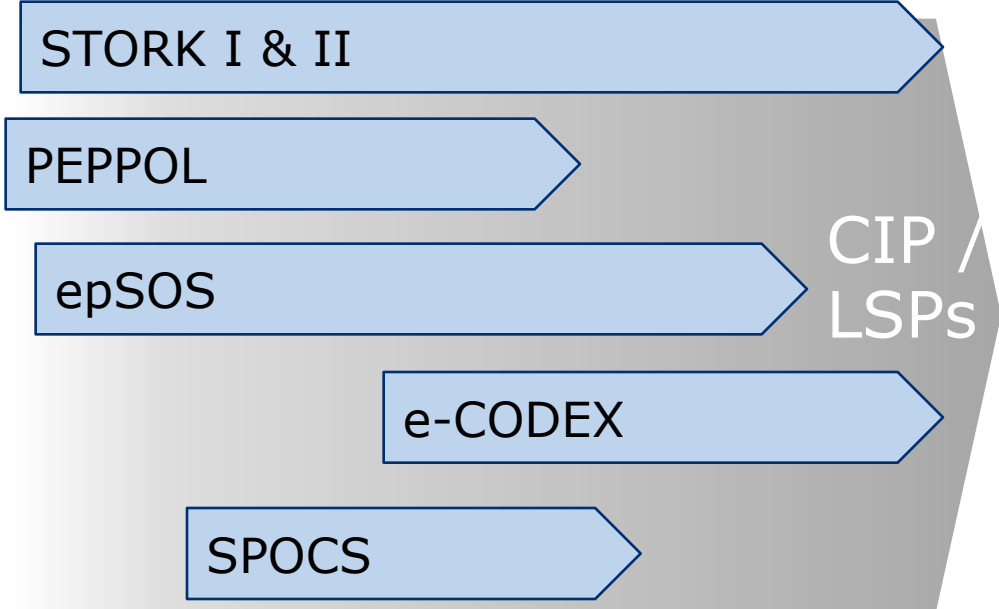 STORK I & II
PEPPOL
epSOS
CIP /
LSPs
e-CODEX
SPOCS